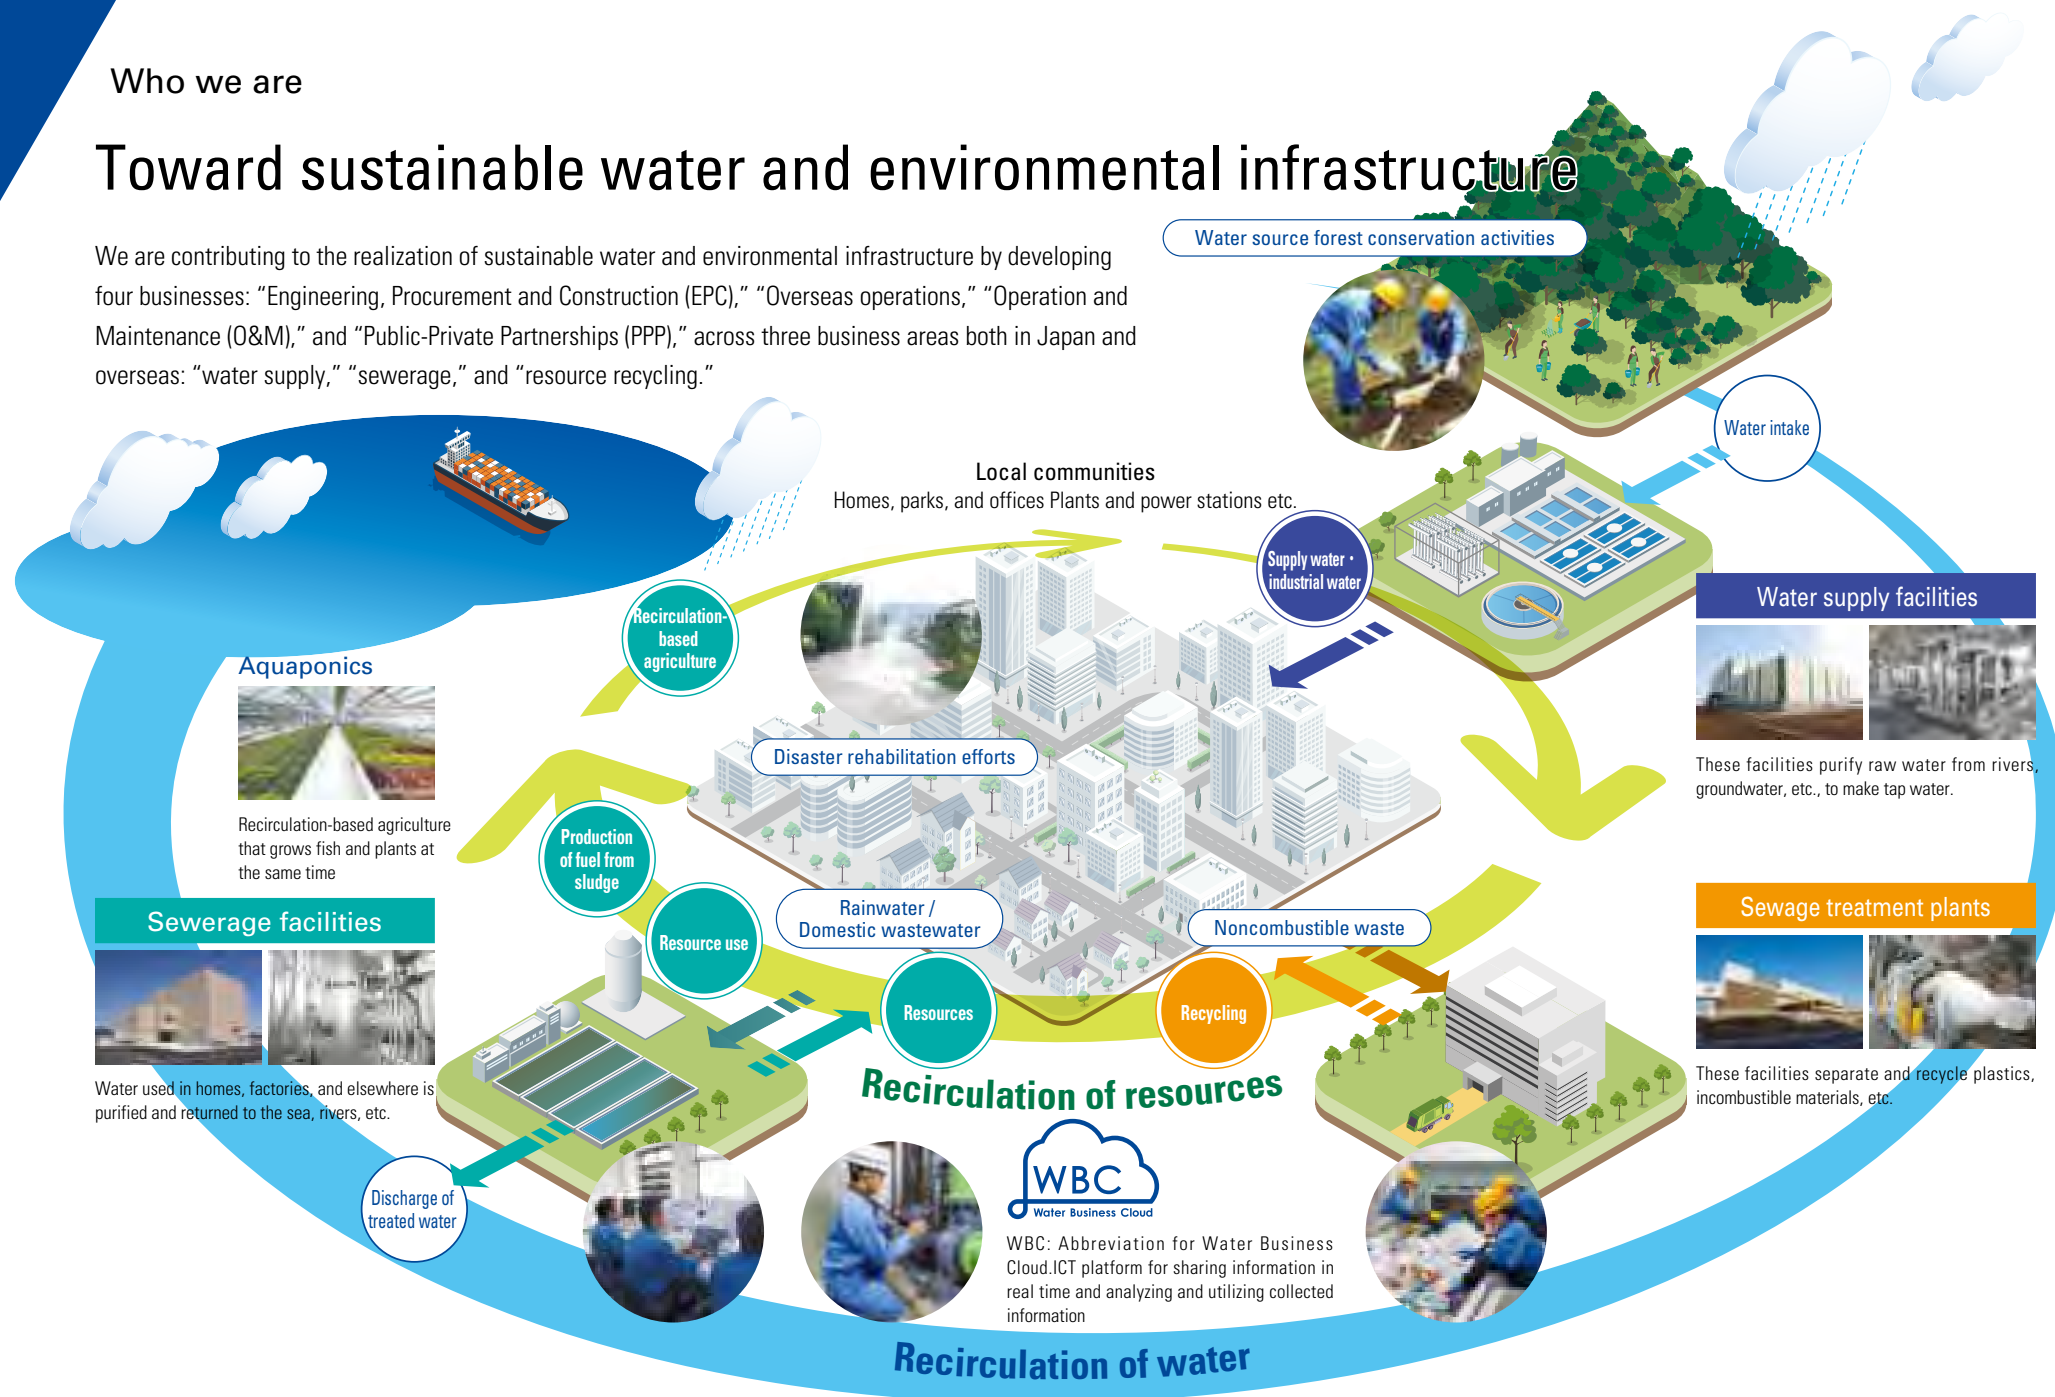 Who we are
Toward sustainable water and environmental infrastructure
We are contributing to the realization of sustainable water and environmental infrastructure by developing
four businesses: “Engineering, Procurement and Construction (EPC),” “Overseas operations,” “Operation and
Maintenance (O&M),” and “Public-Private Partnerships (PPP),” across three business areas both in Japan and
overseas: “water supply,” “sewerage,” and “resource recycling.”
Water source forest conservation activities
Water intake
Local communities
Homes, parks, and offices Plants and power stations etc.
Supply water・
industrial water
Water supply facilities
These facilities purify raw water from rivers,
groundwater, etc., to make tap water.
Recirculation-
based
agriculture
Aquaponics
Recirculation-based agriculture
that grows fish and plants at
the same time
Disaster rehabilitation efforts
Production
of fuel from
sludge
Resource use
Rainwater /
Domestic wastewater
Noncombustible waste
Resources
Recycling
Sewerage facilities
Water used in homes, factories, and elsewhere is
purified and returned to the sea, rivers, etc.
Sewage treatment plants
These facilities separate and recycle plastics,
incombustible materials, etc.
Discharge of
treated water
Recirculation of resources
WBC
Water Business Cloud
WBC: Abbreviation for Water Business
Cloud.ICT platform for sharing information in
real time and analyzing and utilizing collected
information
Recirculation of water